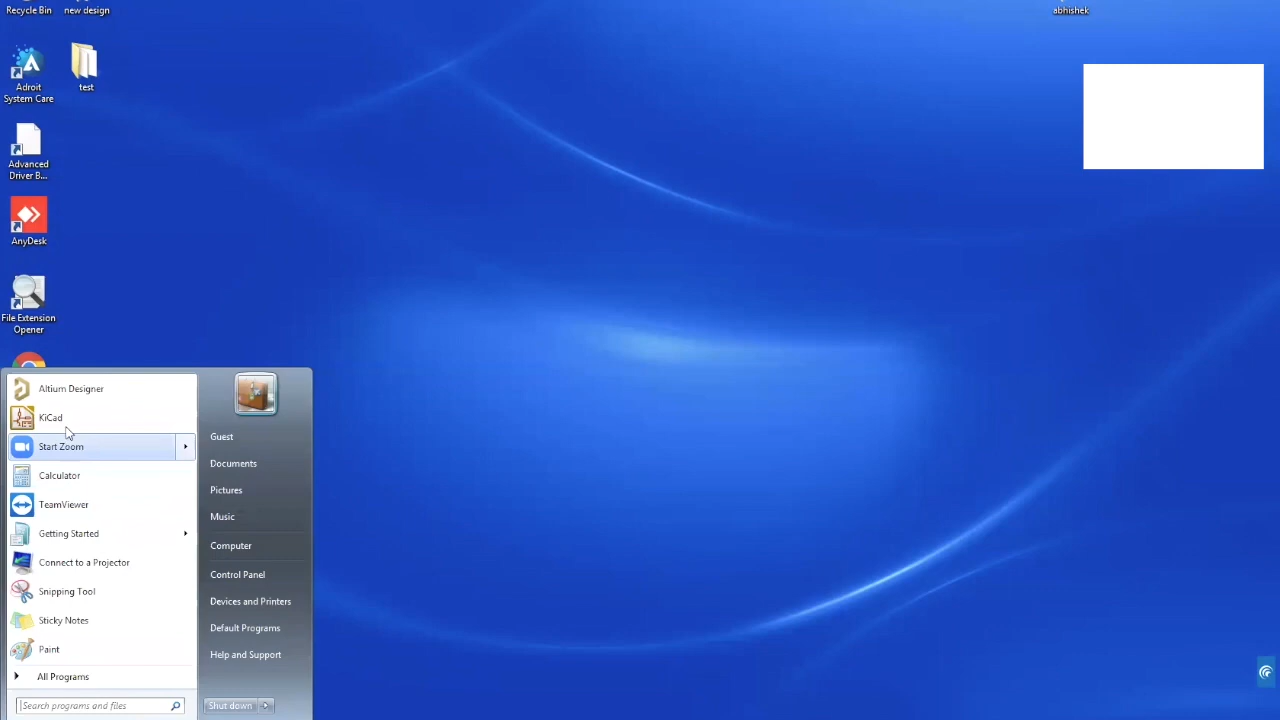 Recycle Bin
new design
abhishek
Adroit
System Care
test
Advanced
Driver B...
AnyDesk
File Extension
Opener
Altium Designer
KiCad
Start Zoom
Calculator
TeamViewer
Getting Started
Connect to a Projector
Snipping Tool
Sticky Notes
Paint
All Programs
Search programs and files
Guest
Documents
Pictures
Music
Computer
Control Panel
Devices and Printers
Default Programs
Help and Support
Shut down